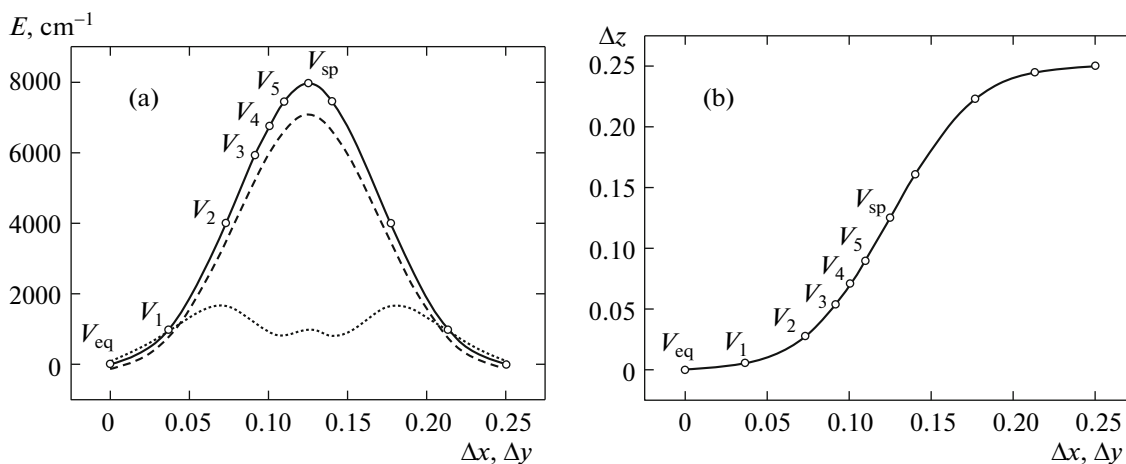 E, cm⁻¹
8000
6000
4000
2000
0
(a)
V_sp
V_5
V_4
V_3
V_2
V_1
V_eq
0 0.05 0.10 0.15 0.20 0.25
Δx, Δy
Δz
0.25
0.20
0.15
0.10
0.05
0
(b)
V_sp
V_5
V_4
V_3
V_2
V_1
V_eq
0 0.05 0.10 0.15 0.20 0.25
Δx, Δy